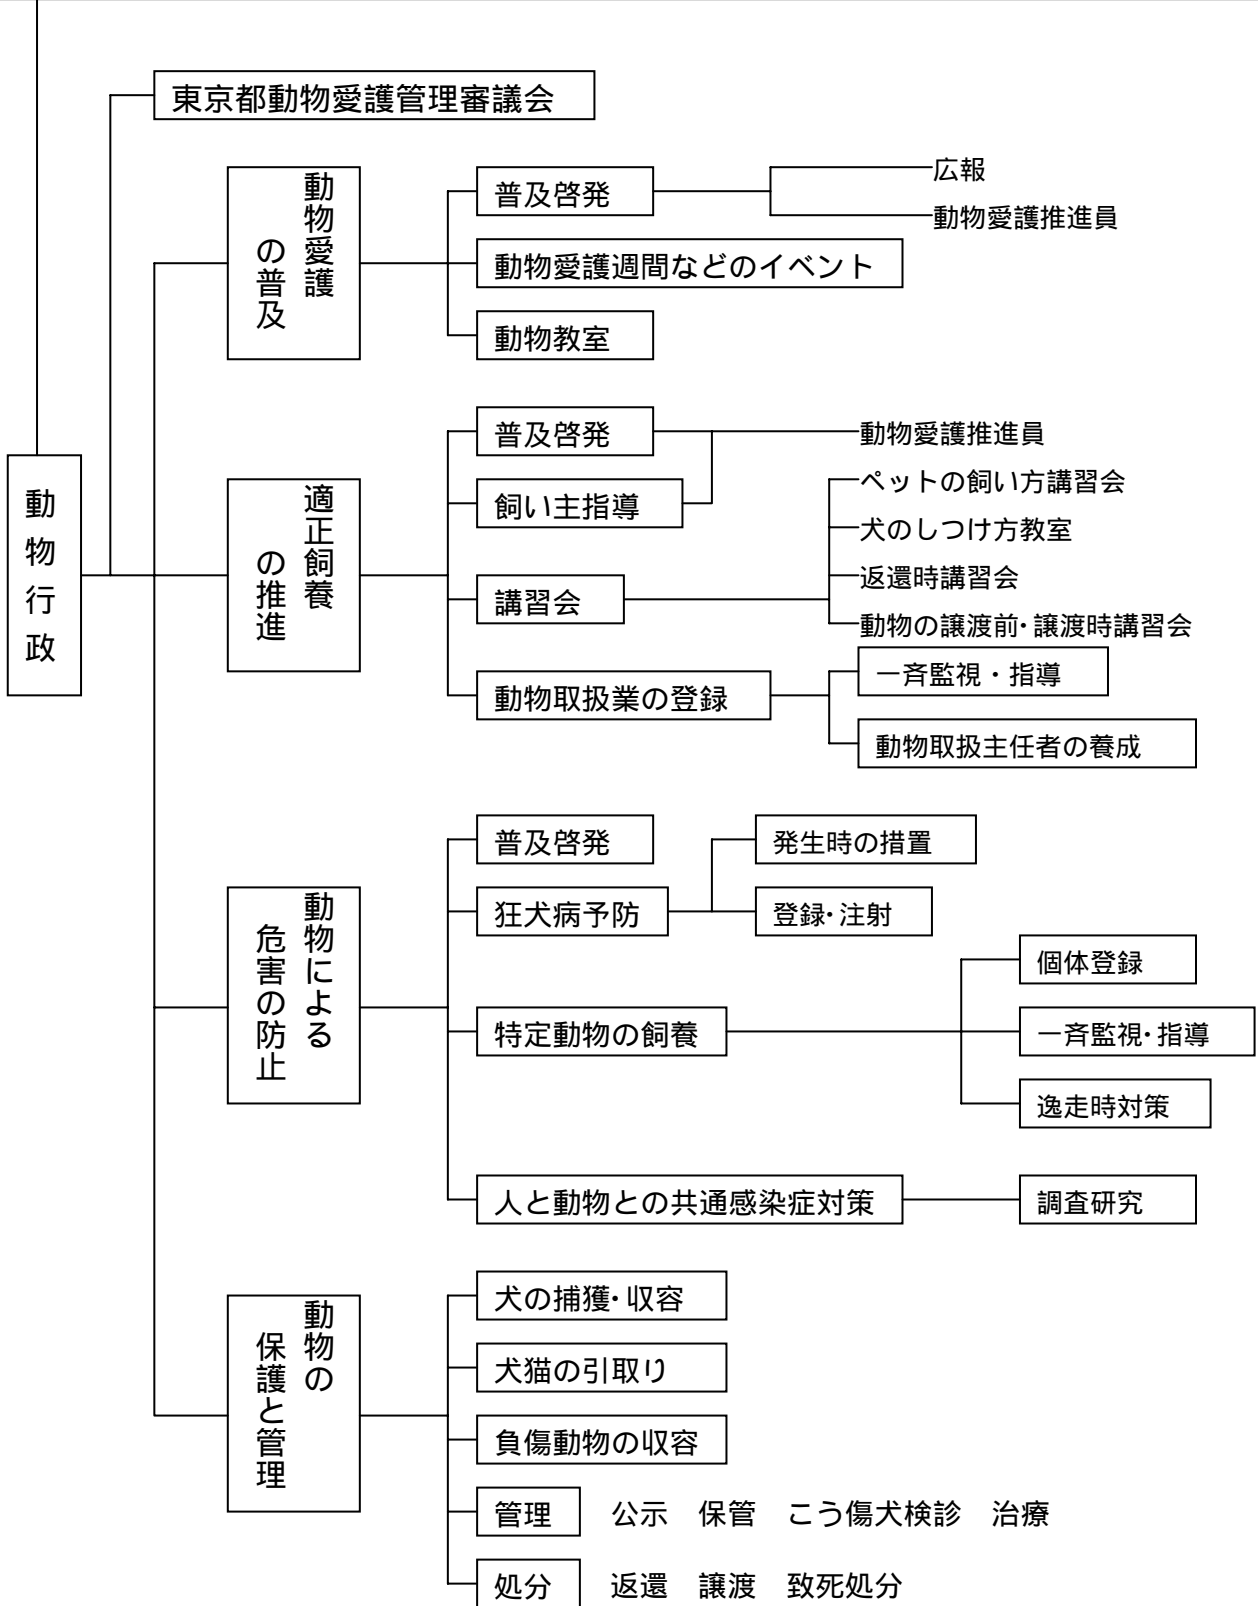 東京都動物愛護管理審議会
動物行政
動物愛護
の普及
普及啓発
広報
動物愛護推進員
動物愛護週間などのイベント
動物教室
適正飼養
の推進
普及啓発
動物愛護推進員
飼い主指導
講習会
ペットの飼い方講習会
犬のしつけ方教室
返還時講習会
動物の譲渡前・譲渡時講習会
動物取扱業の登録
一斉監視・指導
動物取扱主任者の養成
動物による
危害の防止
普及啓発
狂犬病予防
発生時の措置
登録・注射
特定動物の飼養
個体登録
一斉監視・指導
逸走時対策
人と動物との共通感染症対策
調査研究
動物の
保護と管理
犬の捕獲・収容
犬猫の引取り
負傷動物の収容
管理 公示 保管 こう傷犬検診 治療
処分 返還 譲渡 致死処分